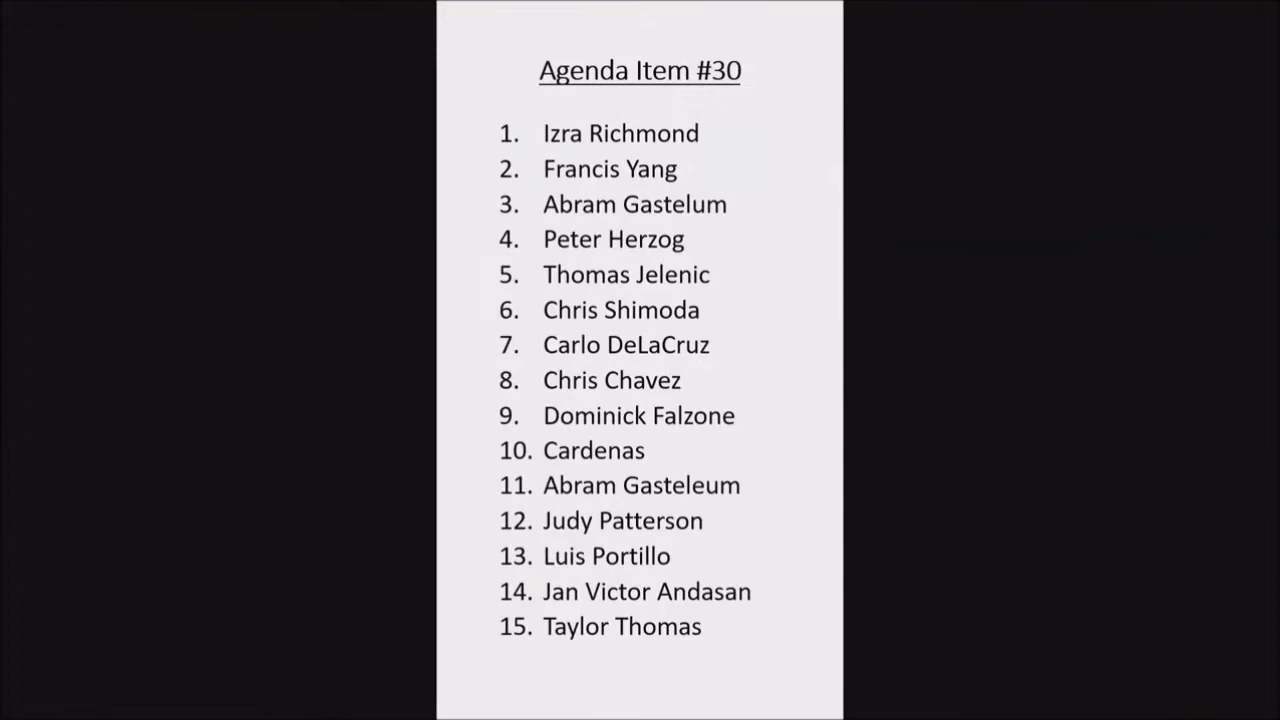 Agenda Item #30
1. Izra Richmond
2. Francis Yang
3. Abram Gastelum
4. Peter Herzog
5. Thomas Jelenic
6. Chris Shimoda
7. Carlo DeLaCruz
8. Chris Chavez
9. Dominick Falzone
10. Cardenas
11. Abram Gasteleum
12. Judy Patterson
13. Luis Portillo
14. Jan Victor Andasan
15. Taylor Thomas